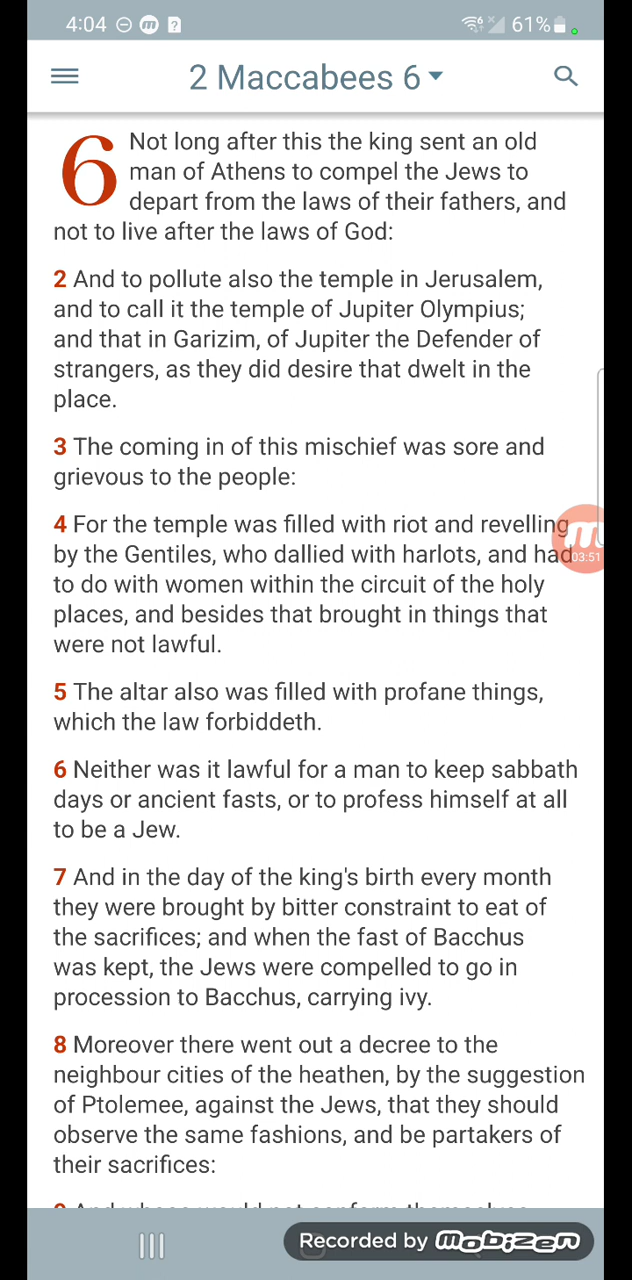 4:04 61%
2 Maccabees 6
6 Not long after this the king sent an old
man of Athens to compel the Jews to
depart from the laws of their fathers, and
not to live after the laws of God:
2 And to pollute also the temple in Jerusalem,
and to call it the temple of Jupiter Olympius;
and that in Garizim, of Jupiter the Defender of
strangers, as they did desire that dwelt in the
place.
3 The coming in of this mischief was sore and
grievous to the people:
4 For the temple was filled with riot and revelling
by the Gentiles, who dallied with harlots, and had
03:51
to do with women within the circuit of the holy
places, and besides that brought in things that
were not lawful.
5 The altar also was filled with profane things,
which the law forbiddeth.
6 Neither was it lawful for a man to keep sabbath
days or ancient fasts, or to profess himself at all
to be a Jew.
7 And in the day of the king's birth every month
they were brought by bitter constraint to eat of
the sacrifices; and when the fast of Bacchus
was kept, the Jews were compelled to go in
procession to Bacchus, carrying ivy.
8 Moreover there went out a decree to the
neighbour cities of the heathen, by the suggestion
of Ptolemee, against the Jews, that they should
observe the same fashions, and be partakers of
their sacrifices:
Recorded by mobizen